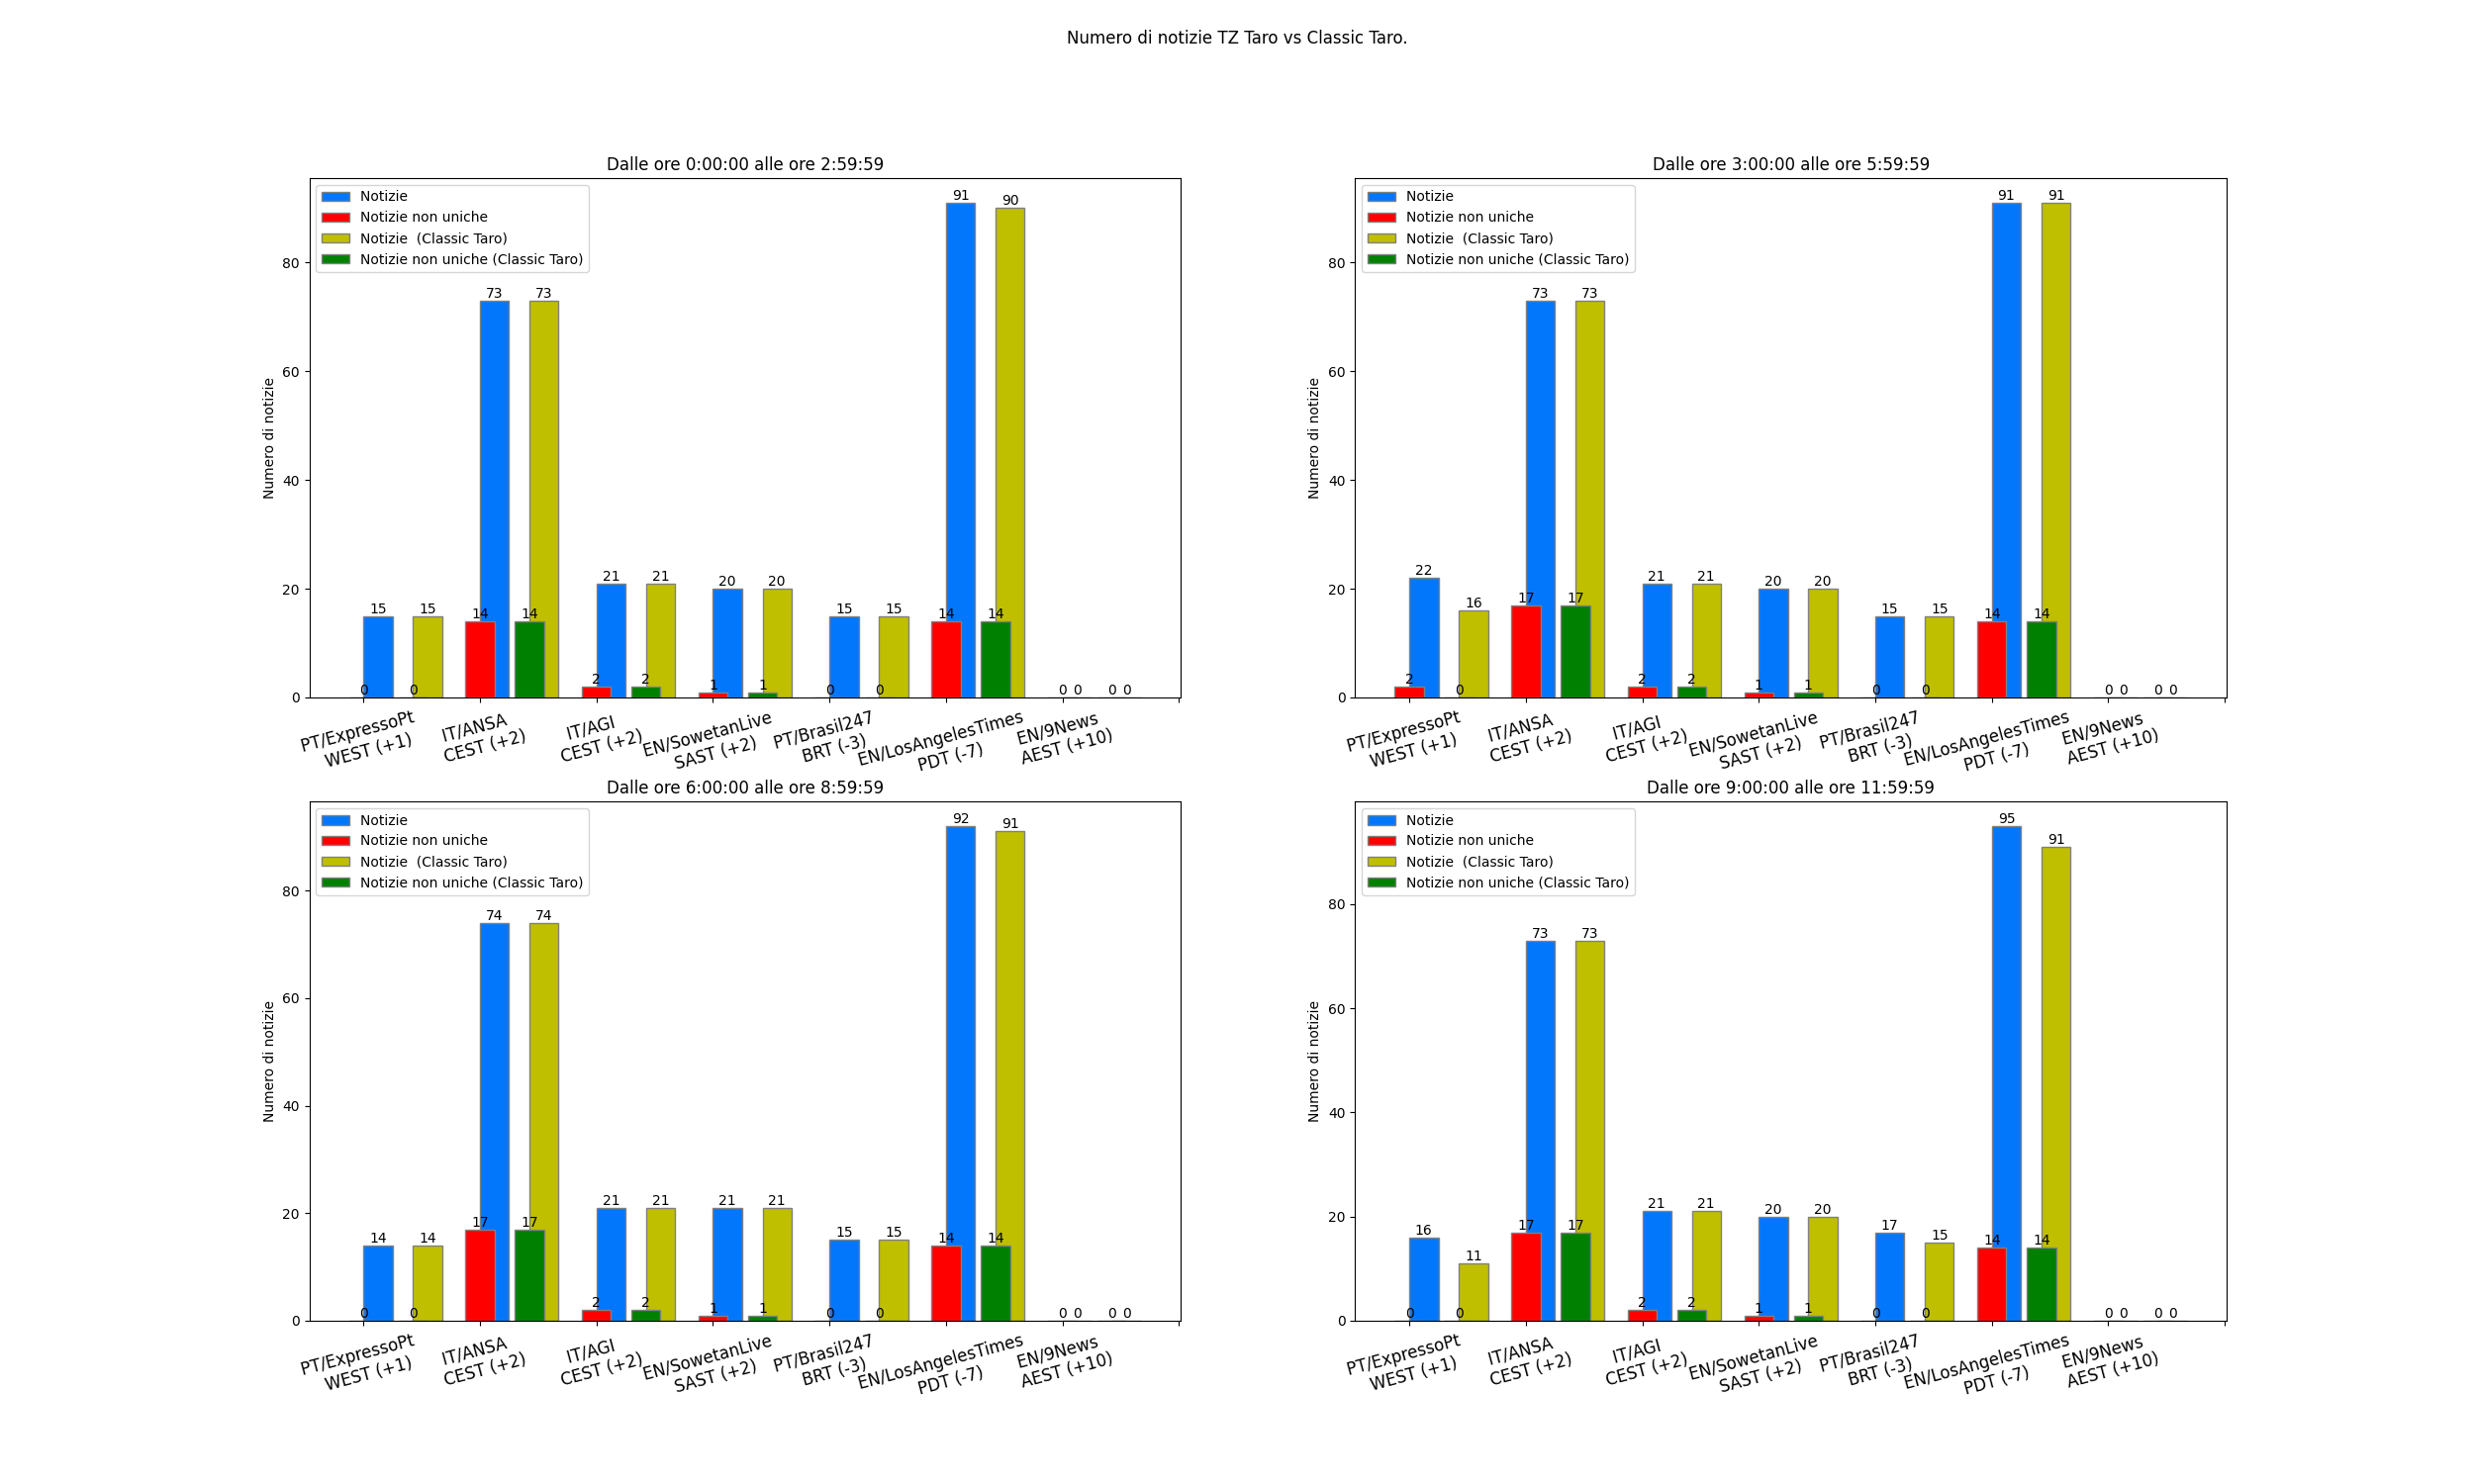 Numero di notizie TZ Taro vs Classic Taro.
Dalle ore 0:00:00 alle ore 2:59:59
Notizie
Notizie non uniche
Notizie  (Classic Taro)
Notizie non uniche (Classic Taro)
Numero di notizie
80
60
40
20
0
91 90
73 73
21 21 20 20
15 15 14 14 15 15 14 14
0 0 2 2 1 1 0 0 0 0 0 0
PT/ExpressoPt
WEST (+1)
IT/ANSA
CEST (+2)
IT/AGI
CEST (+2)
EN/SowetanLive
SAST (+2)
PT/Brasil247
BRT (-3)
EN/LosAngelesTimes
PDT (-7)
EN/9News
AEST (+10)
Dalle ore 3:00:00 alle ore 5:59:59
Notizie
Notizie non uniche
Notizie  (Classic Taro)
Notizie non uniche (Classic Taro)
Numero di notizie
80
60
40
20
0
91 91
73 73
22 21 21 20 20
16 17 17 15 15 14 14
2 0 2 2 1 1 0 0 0 0 0 0
PT/ExpressoPt
WEST (+1)
IT/ANSA
CEST (+2)
IT/AGI
CEST (+2)
EN/SowetanLive
SAST (+2)
PT/Brasil247
BRT (-3)
EN/LosAngelesTimes
PDT (-7)
EN/9News
AEST (+10)
Dalle ore 6:00:00 alle ore 8:59:59
Notizie
Notizie non uniche
Notizie  (Classic Taro)
Notizie non uniche (Classic Taro)
Numero di notizie
80
60
40
20
0
92 91
74 74
21 21 21 21
14 14 17 17 15 15 14 14
0 0 2 2 1 1 0 0 0 0 0 0
PT/ExpressoPt
WEST (+1)
IT/ANSA
CEST (+2)
IT/AGI
CEST (+2)
EN/SowetanLive
SAST (+2)
PT/Brasil247
BRT (-3)
EN/LosAngelesTimes
PDT (-7)
EN/9News
AEST (+10)
Dalle ore 9:00:00 alle ore 11:59:59
Notizie
Notizie non uniche
Notizie  (Classic Taro)
Notizie non uniche (Classic Taro)
Numero di notizie
80
60
40
20
0
95 91
73 73
21 21 20 20
16 11 17 17 17 15 14 14
0 0 2 2 1 1 0 0 0 0 0 0
PT/ExpressoPt
WEST (+1)
IT/ANSA
CEST (+2)
IT/AGI
CEST (+2)
EN/SowetanLive
SAST (+2)
PT/Brasil247
BRT (-3)
EN/LosAngelesTimes
PDT (-7)
EN/9News
AEST (+10)